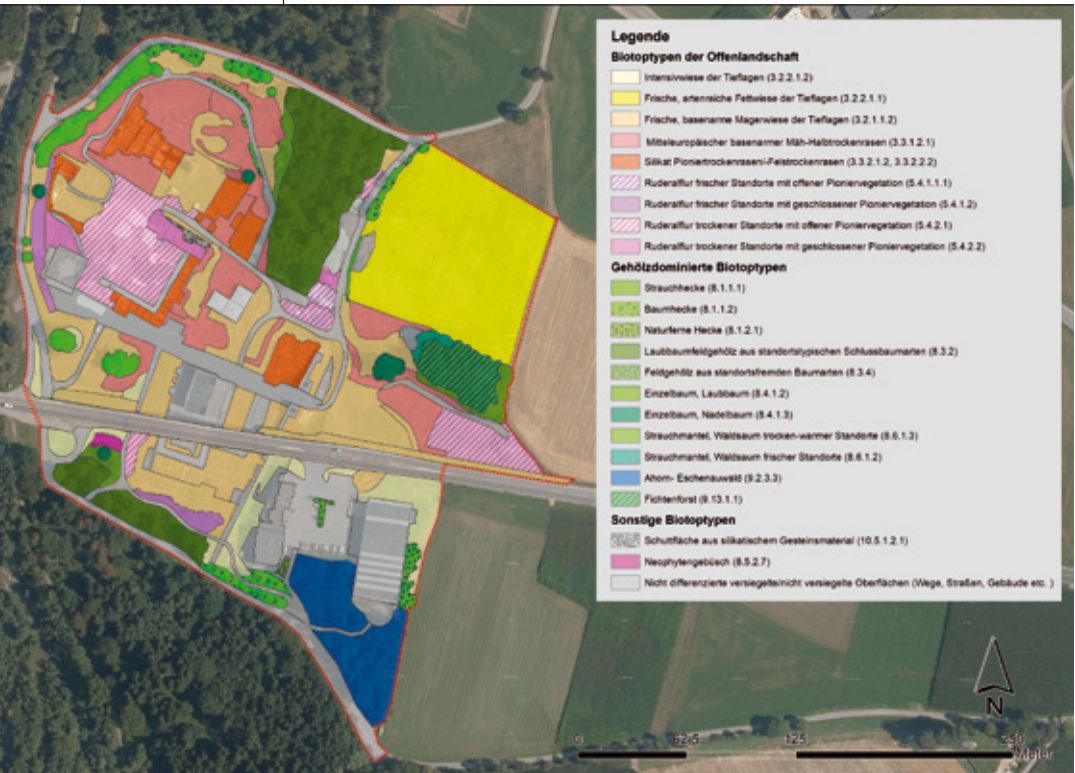 Legende
Biotoptypen der Offenlandschaft
Intensivwiese der Tieflagen (3.2.2.1.2)
Frische, artenreiche Fettwiese der Tieflagen (3.2.2.1.1)
Frische, basenarme Magerwiese der Tieflagen (3.2.1.1.2)
Mitteleuropäischer basenarmer Mäh-Halbtrockenrasen (3.3.1.2.1)
Silikat Pioniertrockenrasen/-Felstrockenrasen (3.3.2.1.2, 3.3.2.2.2)
Ruderalflur frischer Standorte mit offener Pioniervegetation (5.4.1.1.1)
Ruderalflur frischer Standorte mit geschlossener Pioniervegetation (5.4.1.2)
Ruderalflur trockener Standorte mit offener Pioniervegetation (5.4.2.1)
Ruderalflur trockener Standorte mit geschlossener Pioniervegetation (5.4.2.2)
Gehölzdominierte Biotoptypen
Strauchhecke (8.1.1.1)
Baumhecke (8.1.1.2)
Naturferne Hecke (8.1.2.1)
Laubbaumfeldgehölz aus standortstypischen Schlussbaumarten (8.3.2)
Feldgehölz aus standortsfremden Baumarten (8.3.4)
Einzelbaum, Laubbaum (8.4.1.2)
Einzelbaum, Nadelbaum (8.4.1.3)
Strauchmantel, Waldsaum trocken-warmer Standorte (8.6.1.3)
Strauchmantel, Waldsaum frischer Standorte (8.6.1.2)
Ahorn- Eschenauwald (9.2.3.3)
Fichtenforst (9.13.1.1)
Sonstige Biotoptypen
Schuttfläche aus silikatischem Gesteinsmaterial (10.5.1.2.1)
Neophytengebüsch (8.5.2.7)
Nicht differenzierte versiegelte/nicht versiegelte Oberflächen (Wege, Straßen, Gebäude etc. )
N
0 62,5 125 250
Meter